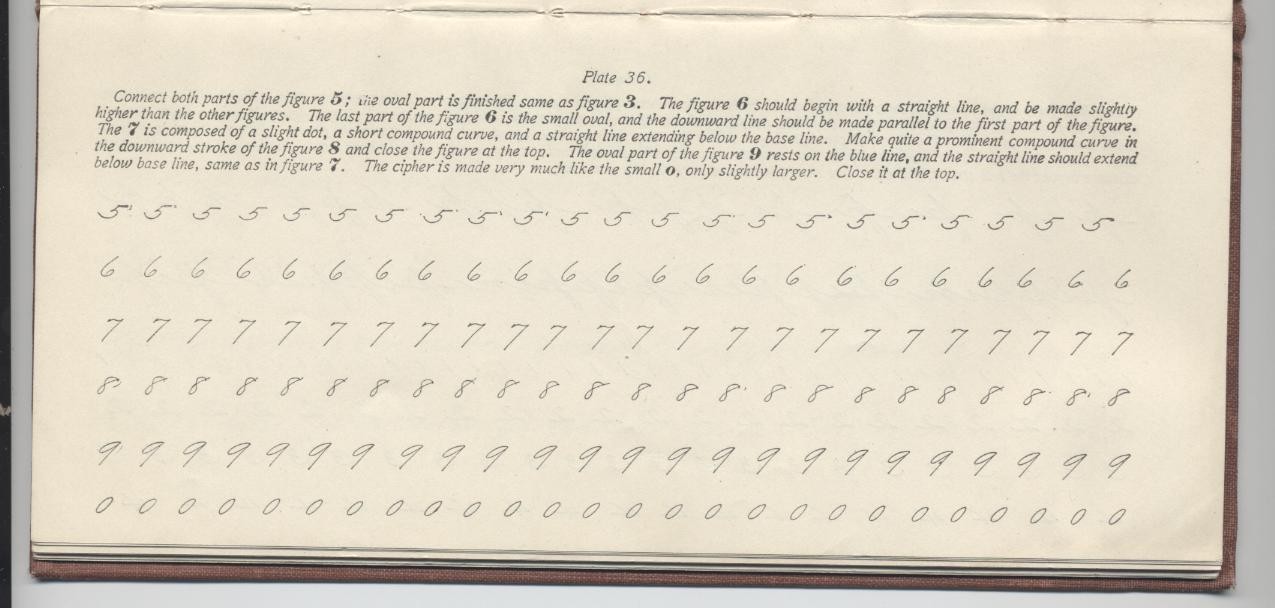 Plate 36.
Connect both parts of the figure 5; the oval part is finished same as figure 3. The figure 6 should begin with a straight line, and be made slightly
higher than the other figures. The last part of the figure 6 is the small oval, and the downward line should be made parallel to the first part of the figure.
The 7 is composed of a slight dot, a short compound curve, and a straight line extending below the base line. Make quite a prominent compound curve in
the downward stroke of the figure 8 and close the figure at the top. The oval part of the figure 9 rests on the blue line, and the straight line should extend
below base line, same as in figure 7. The cipher is made very much like the small o, only slightly larger. Close it at the top.
5 5 5 5 5 5 5 5 5 5 5 5 5 5 5 5 5 5 5 5 5 5
6 6 6 6 6 6 6 6 6 6 6 6 6 6 6 6 6 6 6 6 6 6 6
7 7 7 7 7 7 7 7 7 7 7 7 7 7 7 7 7 7 7 7 7 7 7 7
8 8 8 8 8 8 8 8 8 8 8 8 8 8 8 8 8 8 8 8 8 8 8 8
9 9 9 9 9 9 9 9 9 9 9 9 9 9 9 9 9 9 9 9 9 9 9 9
0 0 0 0 0 0 0 0 0 0 0 0 0 0 0 0 0 0 0 0 0 0 0 0 0 0